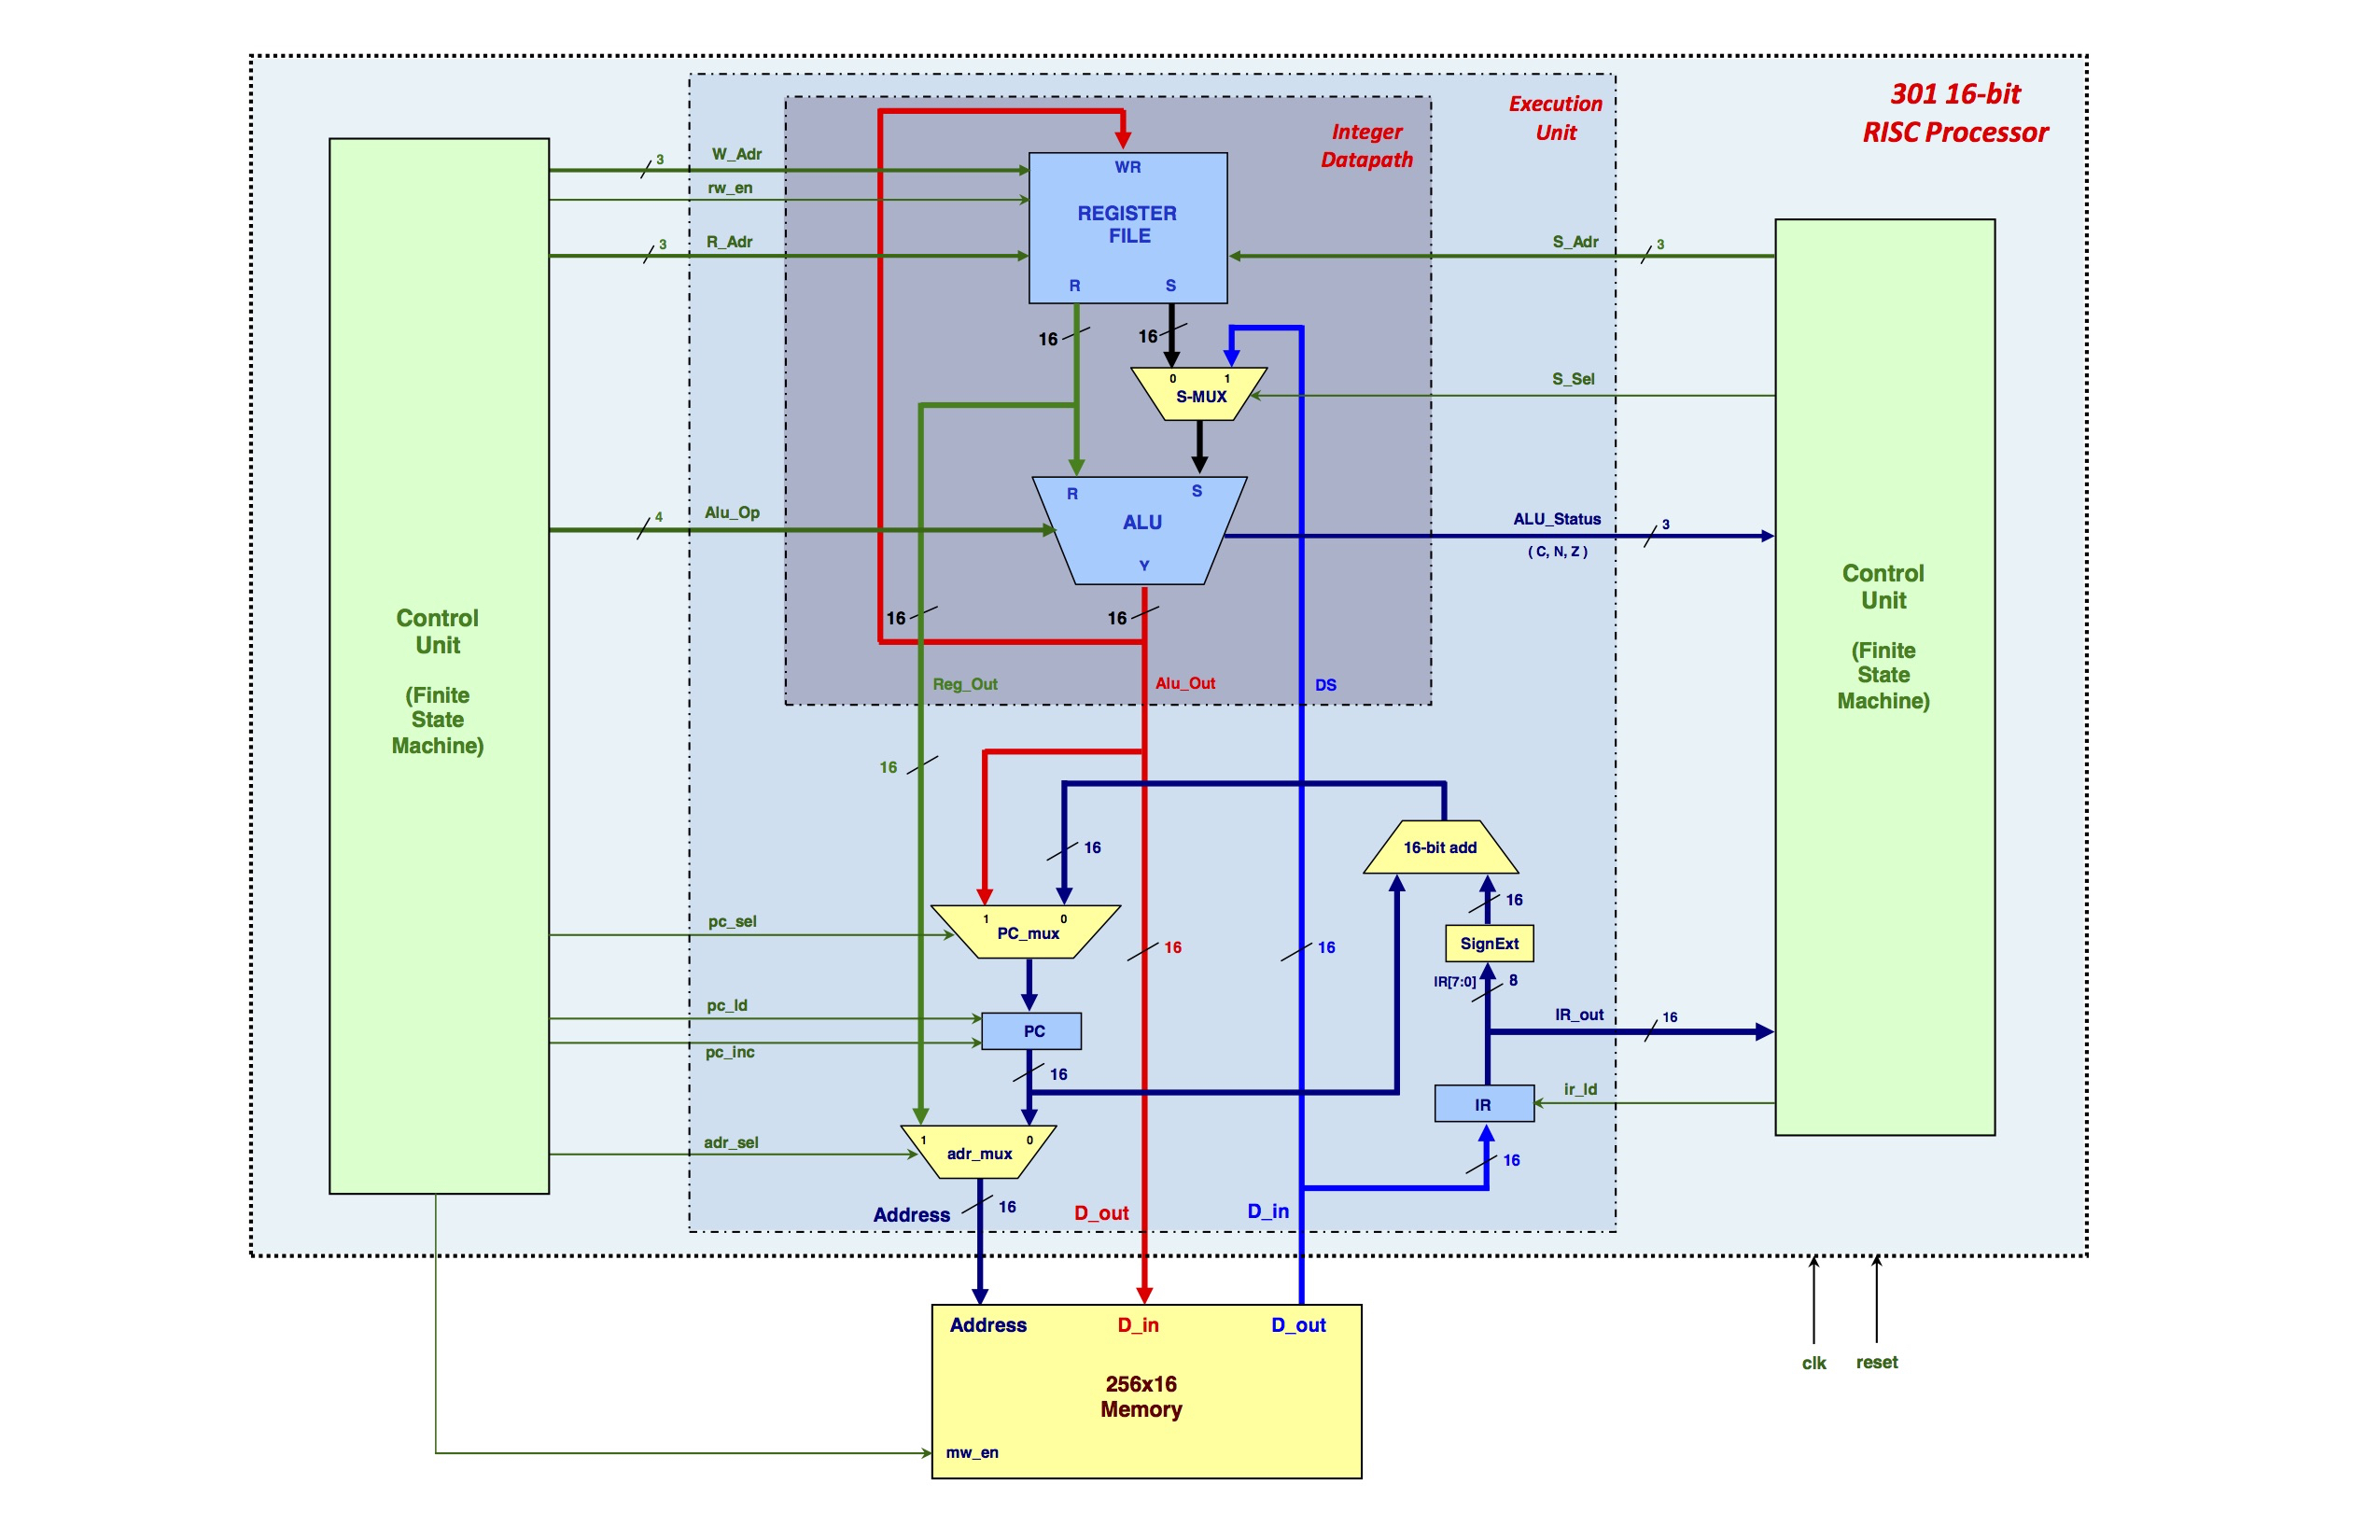 301 16-bit
RISC Processor
Execution
Unit
Integer
Datapath
W_Adr
3
rw_en
R_Adr
3
WR
REGISTER
FILE
R
S
S_Adr
3
16
16
0
1
S-MUX
S_Sel
R
S
ALU
Y
Alu_Op
4
ALU_Status
3
( C, N, Z )
Control
Unit
(Finite
State
Machine)
Control
Unit
(Finite
State
Machine)
16
16
Reg_Out
Alu_Out
DS
16
16
16-bit add
16
1
0
PC_mux
pc_sel
16
16
SignExt
IR[7:0]
8
pc_ld
PC
pc_inc
16
IR_out
16
IR
ir_ld
16
adr_sel
1
0
adr_mux
Address
16
D_out
D_in
Address
D_in
D_out
256x16
Memory
mw_en
clk
reset